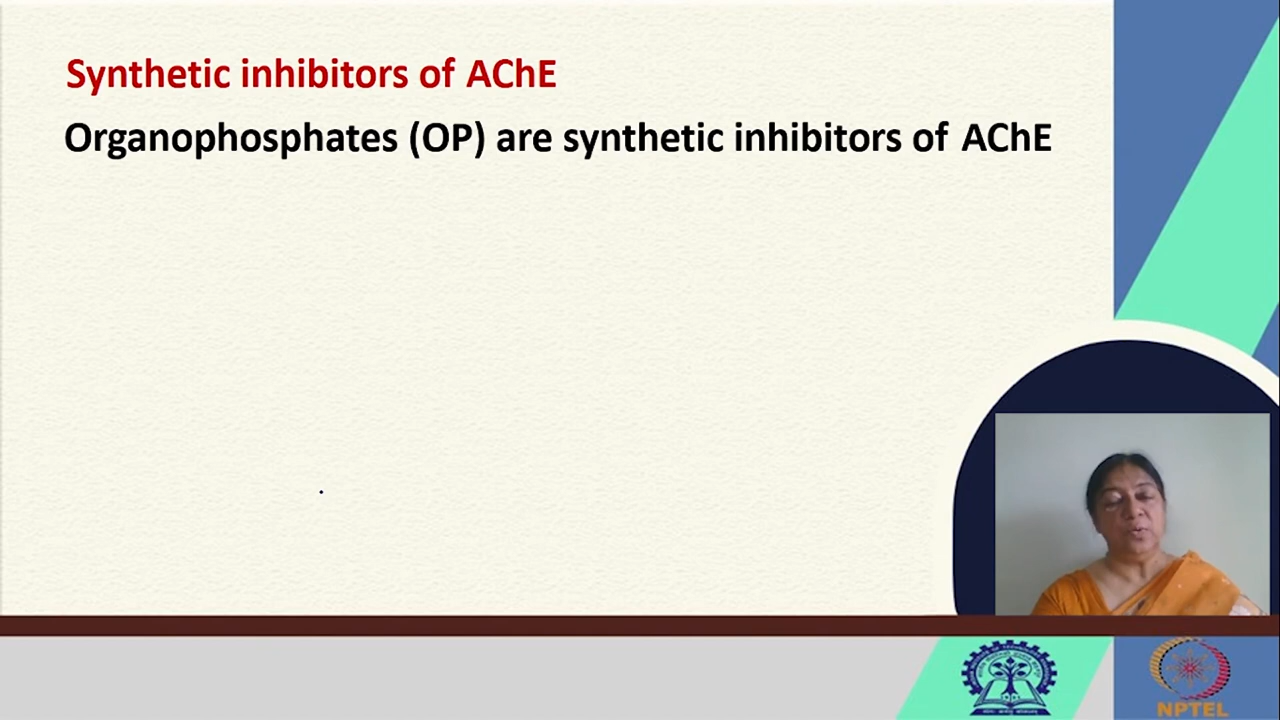 Synthetic inhibitors of AChE
Organophosphates (OP) are synthetic inhibitors of AChE
NPTEL